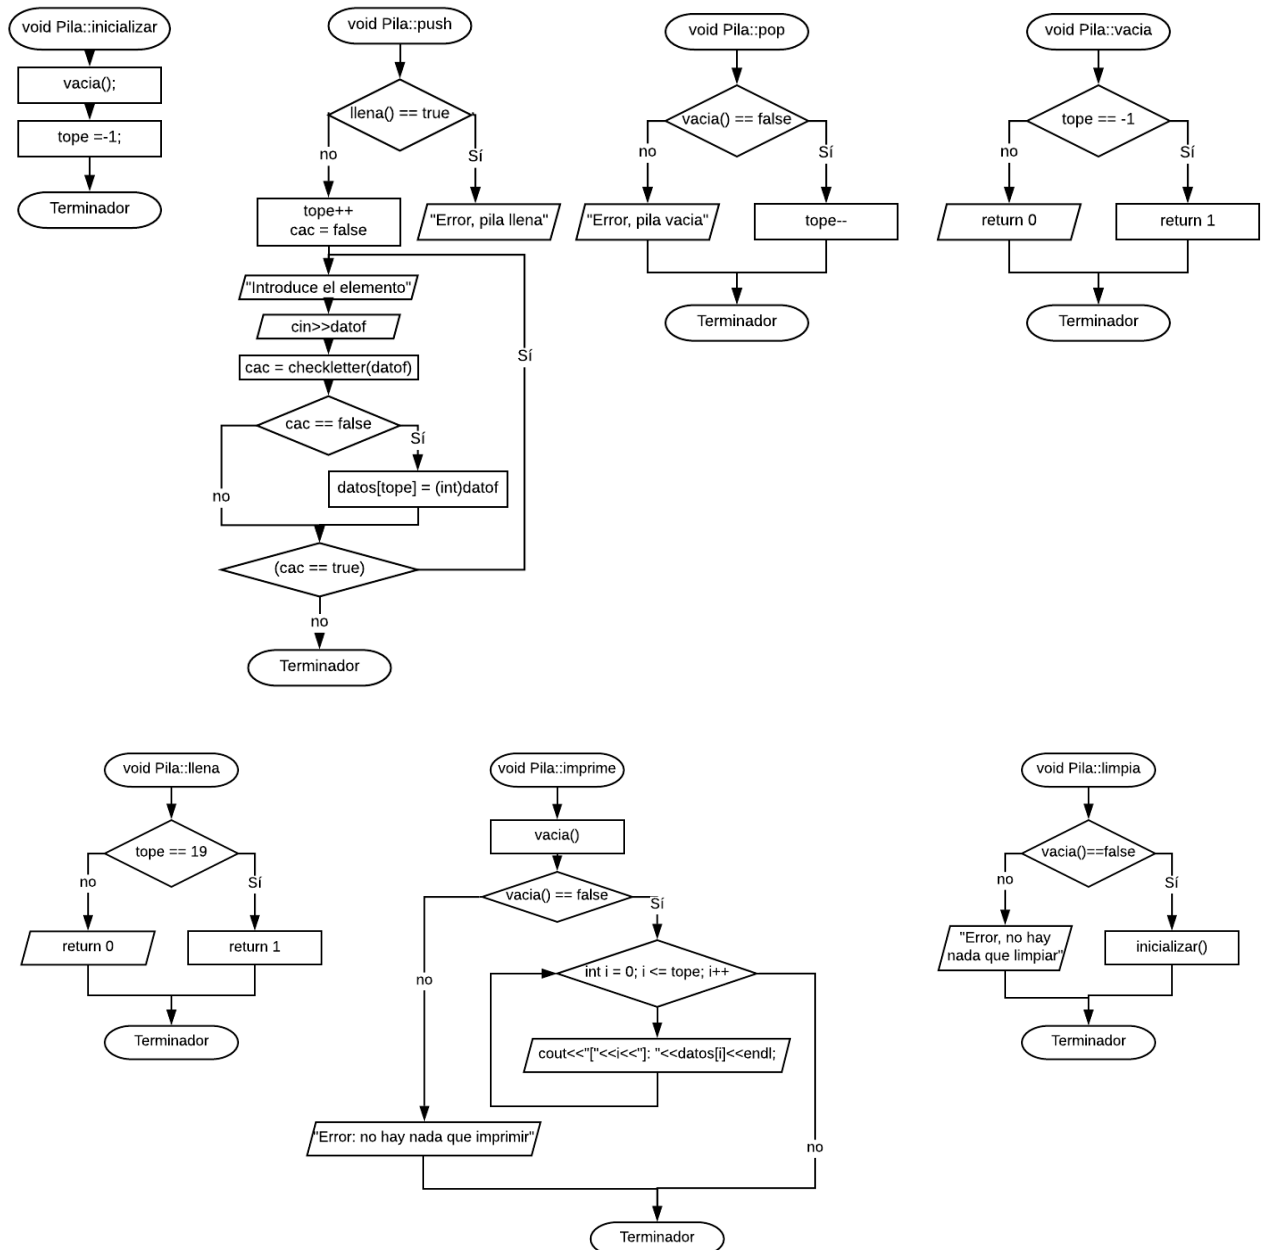 void Pila::inicializar
vacia();
tope =-1;
Terminador
void Pila::push
llena() == true
no
Sí
tope++
cac = false
"Error, pila llena"
"Introduce el elemento"
cin>>datof
cac = checkletter(datof)
cac == false
Sí
no
datos[tope] = (int)datof
(cac == true)
Sí
no
Terminador
void Pila::pop
vacia() == false
no
Sí
"Error, pila vacia"
tope--
Terminador
void Pila::vacia
tope == -1
no
Sí
return 0
return 1
Terminador
void Pila::llena
tope == 19
no
Sí
return 0
return 1
Terminador
void Pila::imprime
vacia()
vacia() == false
Sí
no
int i = 0; i <= tope; i++
cout<<"["<<i<<"]: "<<datos[i]<<endl;
"Error: no hay nada que imprimir"
no
Terminador
void Pila::limpia
vacia()==false
no
Sí
"Error, no hay
nada que limpiar"
inicializar()
Terminador